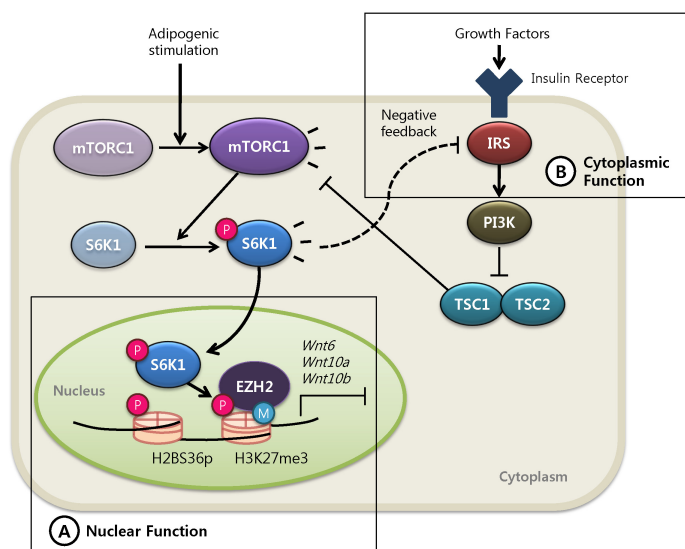 Adipogenic
stimulation
Growth Factors
Insulin Receptor
Negative
feedback
mTORC1
mTORC1
IRS
B Cytoplasmic
Function
P
S6K1
S6K1
PI3K
TSC1
TSC2
P
S6K1
Wnt6
Wnt10a
Wnt10b
Nucleus
EZH2
P
P
M
H2BS36p
H3K27me3
Cytoplasm
A Nuclear Function